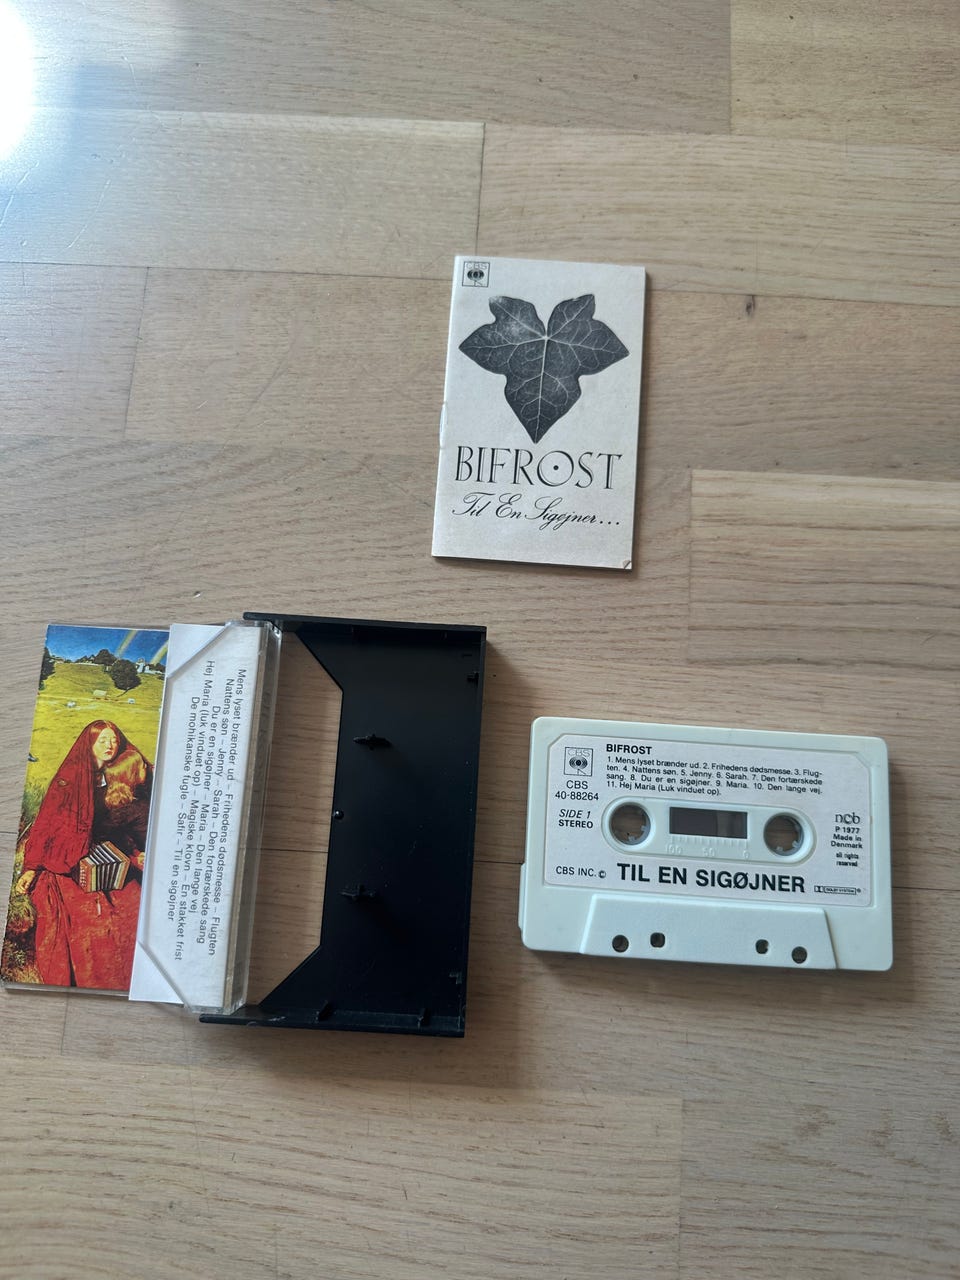 CBS
BIFROST
Til En Sigøjner...
Mens lyset brænder ud – Frihedens dødsmesse – Flugten
Nattens søn – Jenny – Sarah – Den fortærskede sang
Du er en sigøjner – Maria – Den lange vej
Hej Maria (luk vinduet op) – Magiske klovn – En stakket frist
De mohikanske fugle – Safir – Til en sigøjner
CBS
CBS
40-88264
SIDE 1
STEREO
BIFROST
1. Mens lyset brænder ud. 2. Frihedens dødsmesse. 3. Flug-
ten. 4. Nattens søn. 5. Jenny. 6. Sarah. 7. Den fortærskede
sang. 8. Du er en sigøjner. 9. Maria. 10. Den lange vej.
11. Hej Maria (Luk vinduet op).
100 50 0
ncb
P 1977
Made in
Denmark
all rights
reserved
CBS INC. ©
TIL EN SIGØJNER
DOLBY SYSTEM ®